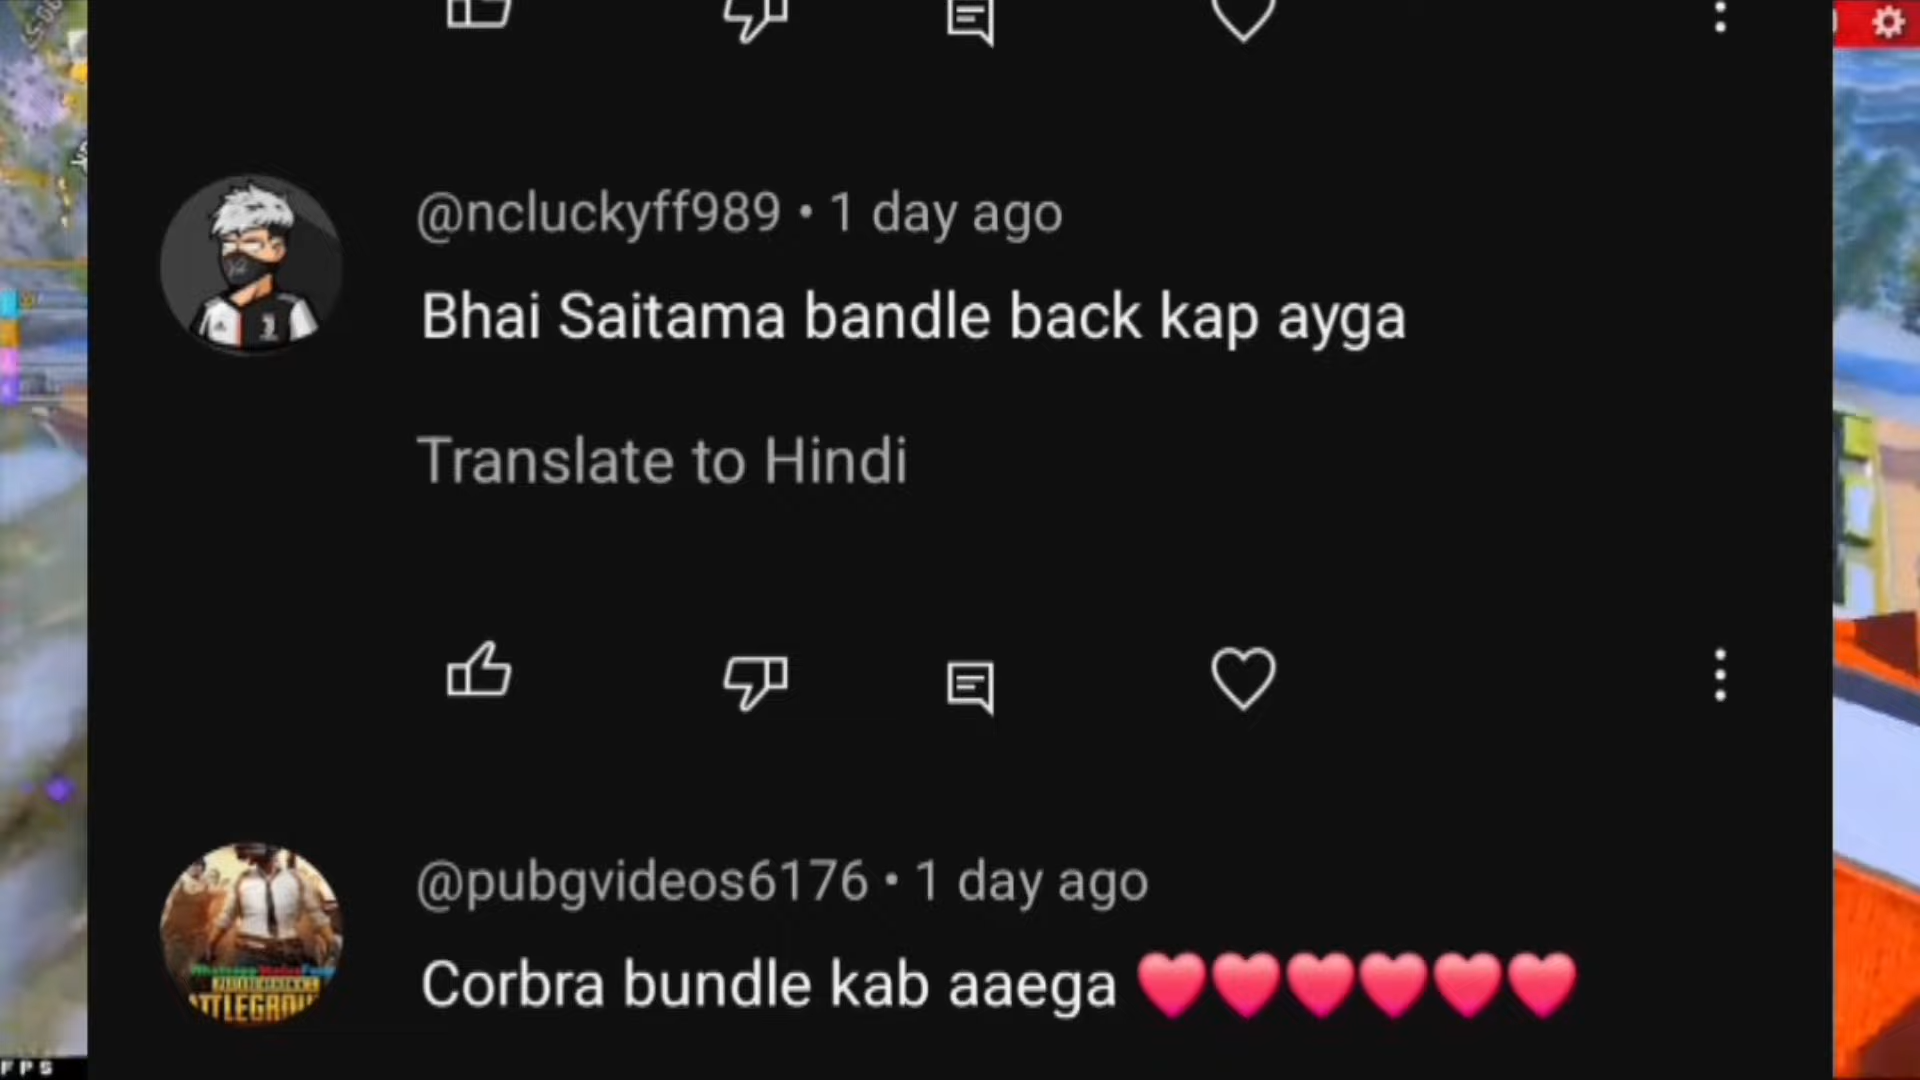 @ncluckyff989 • 1 day ago
Bhai Saitama bandle back kap ayga
Translate to Hindi
@pubgvideos6176 • 1 day ago
Corbra bundle kab aaega ❤❤❤❤❤❤
FPS